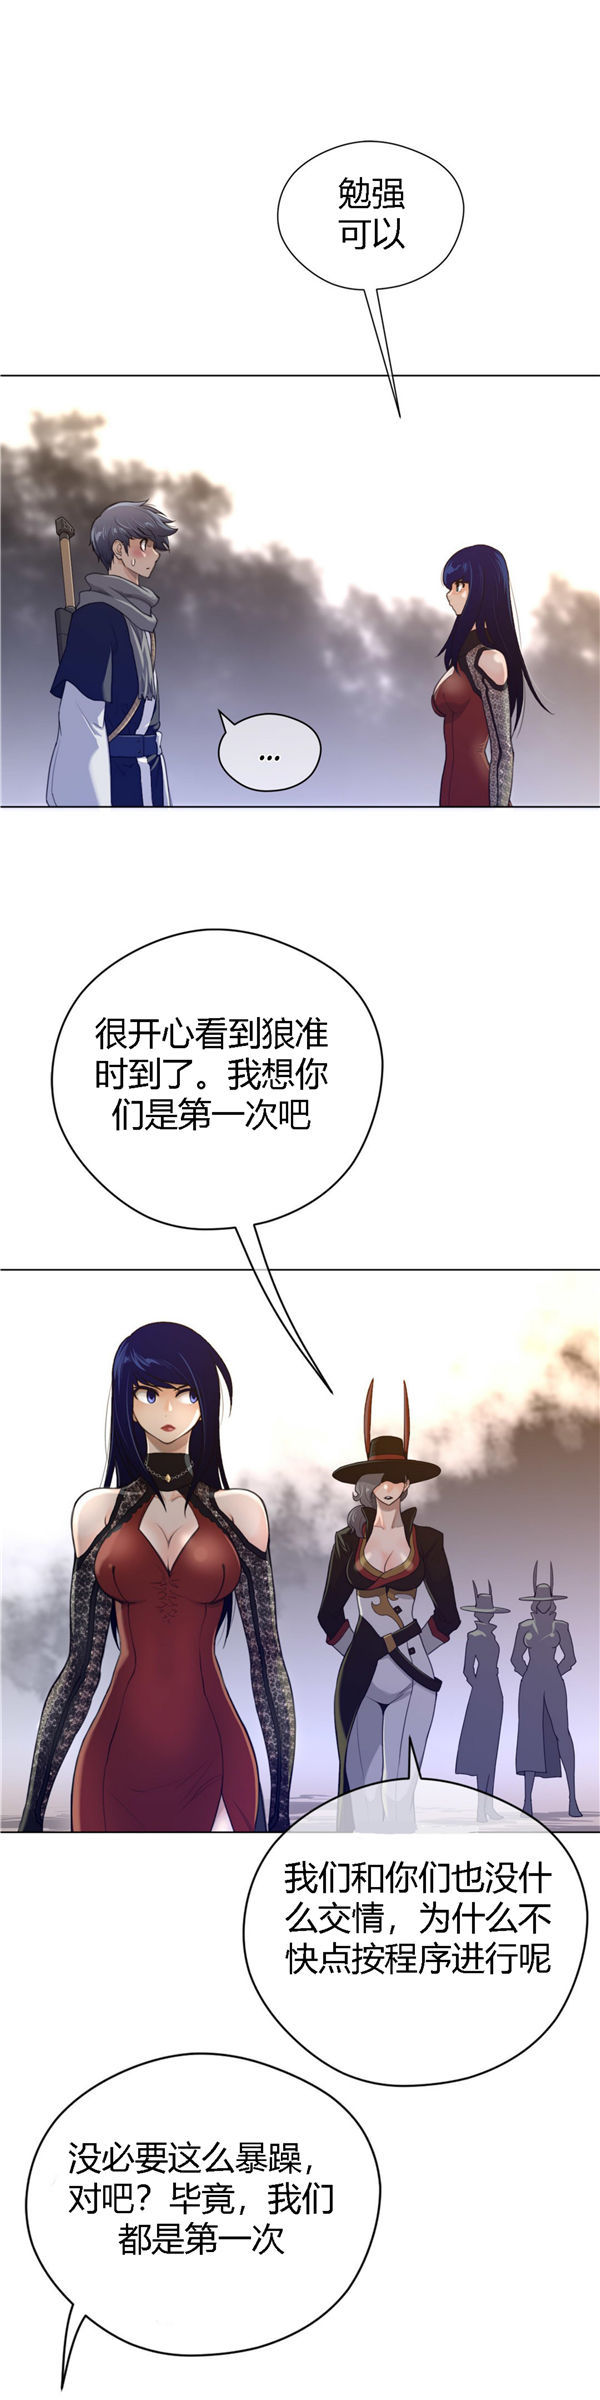 勉强
可以
...
很开心看到狼准
时到了。我想你
们是第一次吧
我们和你们也没什
么交情，为什么不
快点按程序进行呢
没必要这么暴躁，
对吧？毕竟，我们
都是第一次